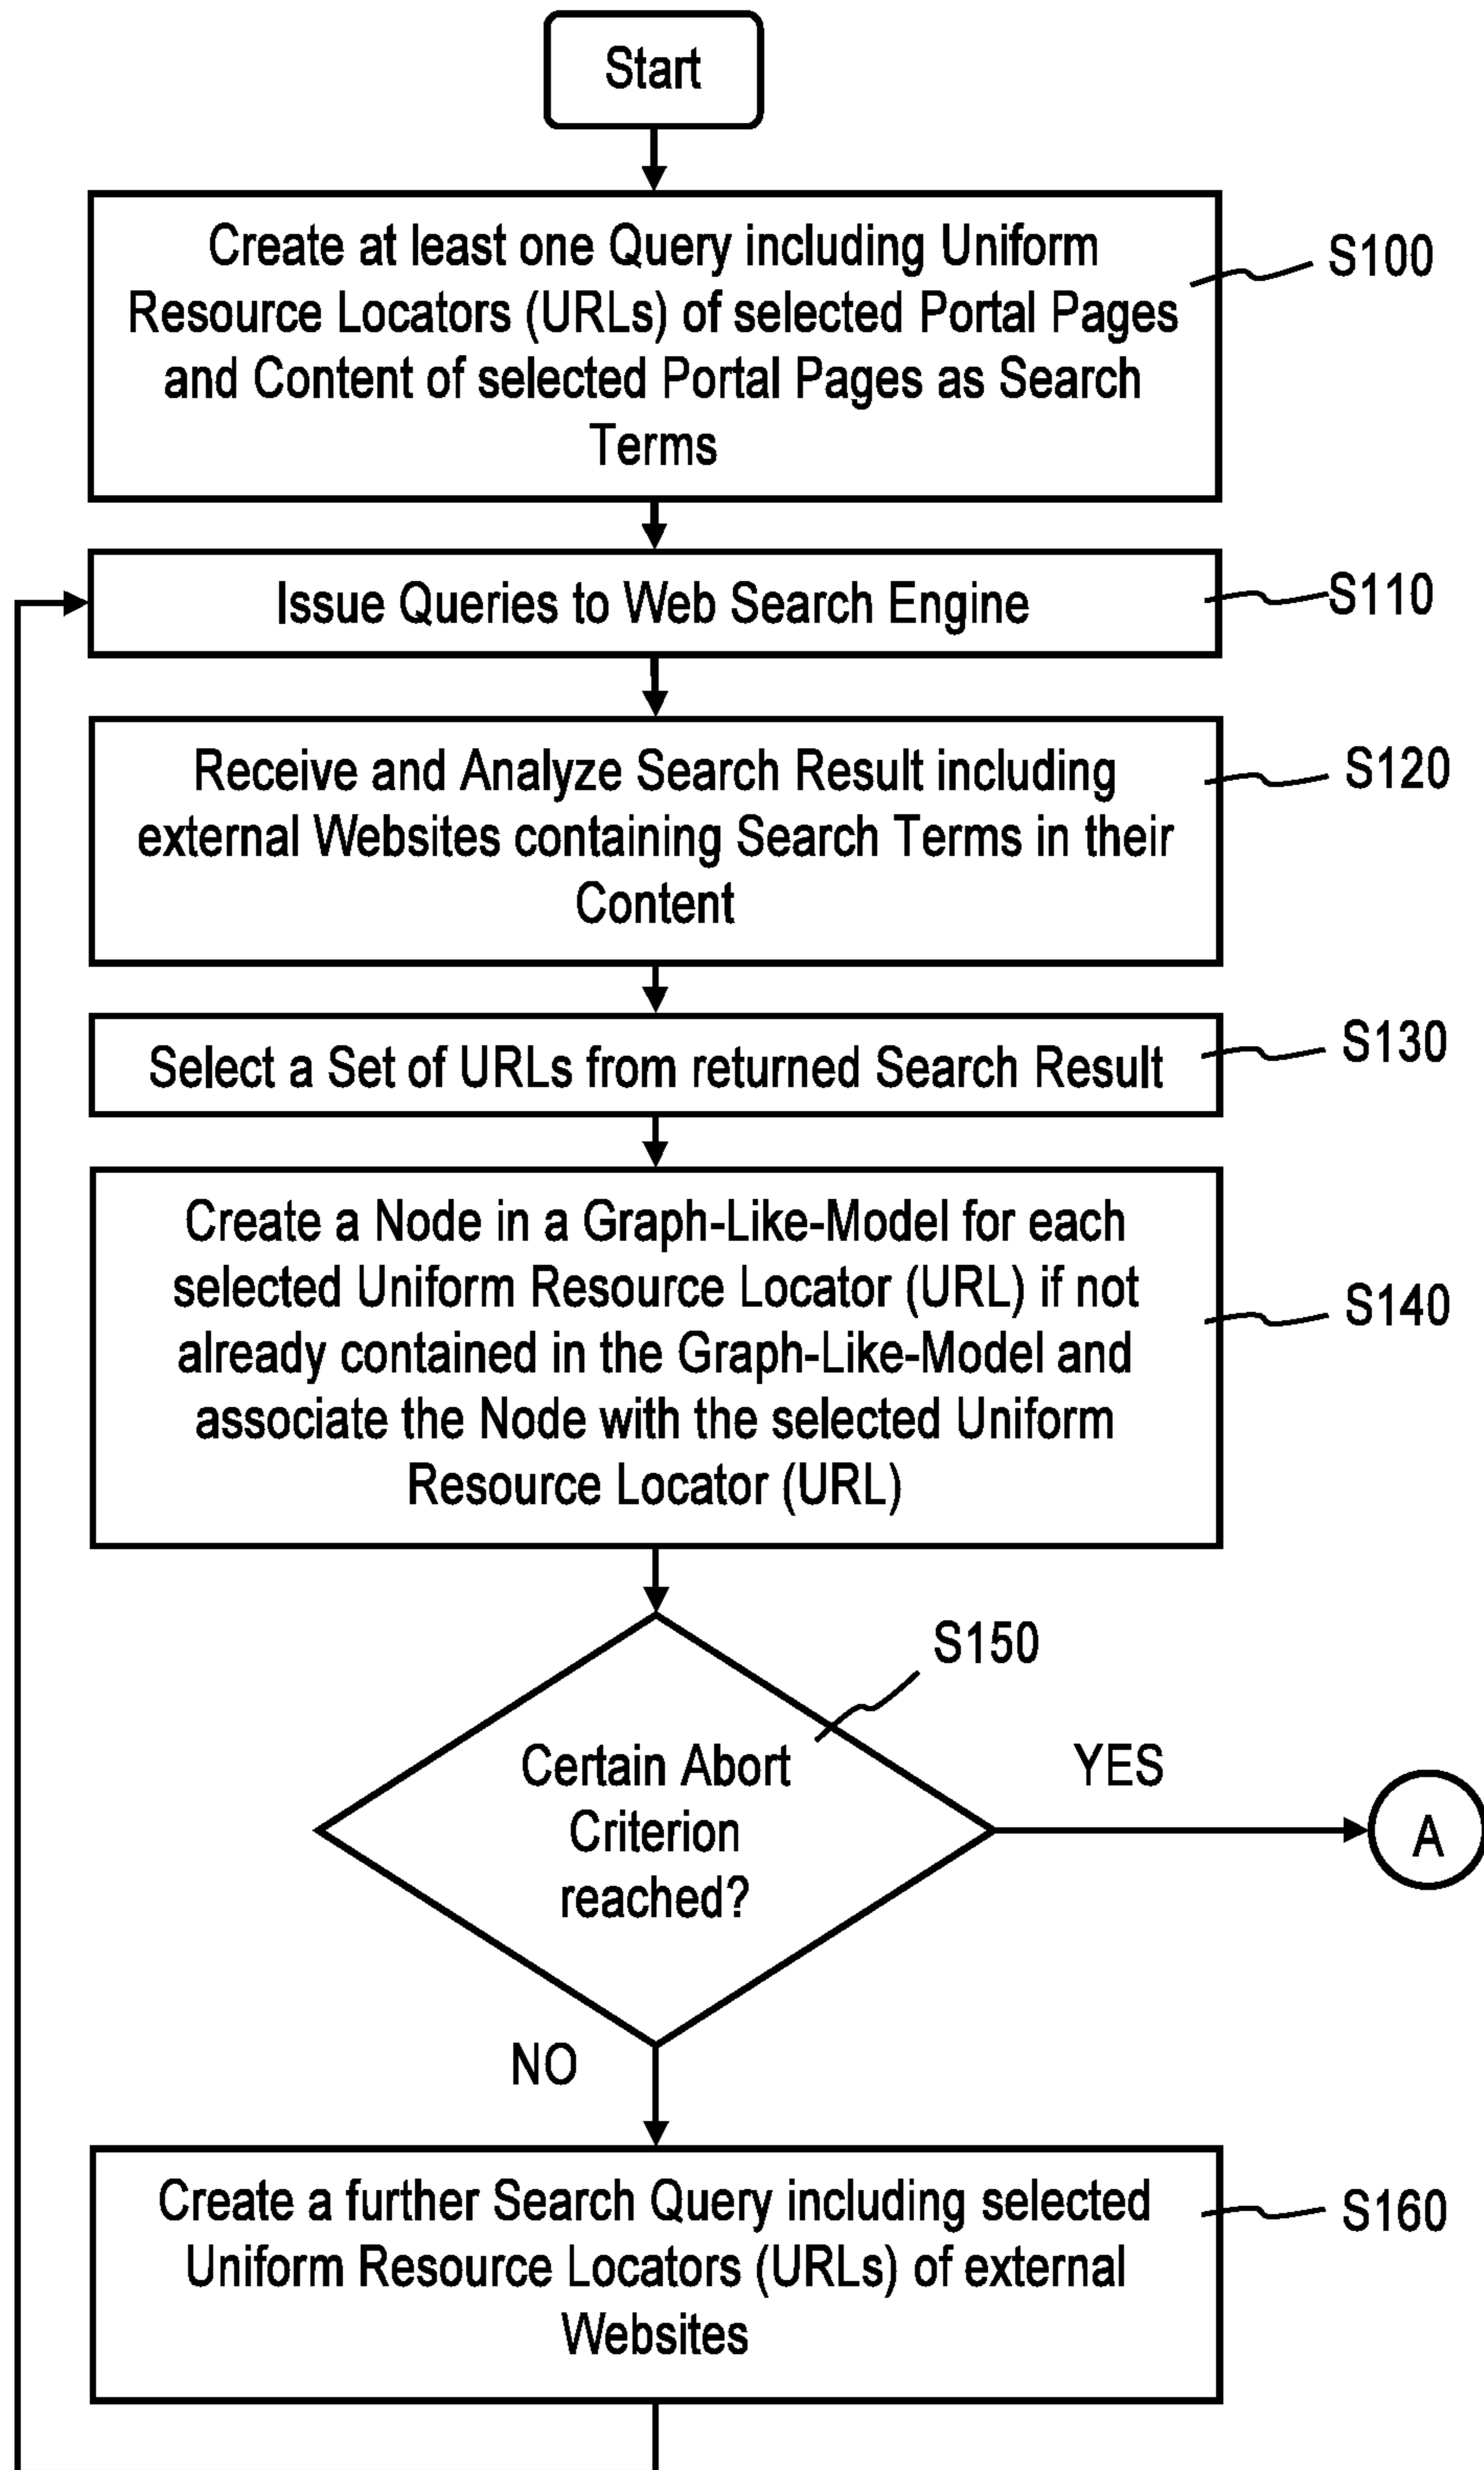 Start
Create at least one Query including Uniform
Resource Locators (URLs) of selected Portal Pages
and Content of selected Portal Pages as Search
Terms
S100
Issue Queries to Web Search Engine
S110
Receive and Analyze Search Result including
external Websites containing Search Terms in their
Content
S120
Select a Set of URLs from returned Search Result
S130
Create a Node in a Graph-Like-Model for each
selected Uniform Resource Locator (URL) if not
already contained in the Graph-Like-Model and
associate the Node with the selected Uniform
Resource Locator (URL)
S140
S150
Certain Abort
Criterion
reached?
YES
A
NO
Create a further Search Query including selected
Uniform Resource Locators (URLs) of external
Websites
S160